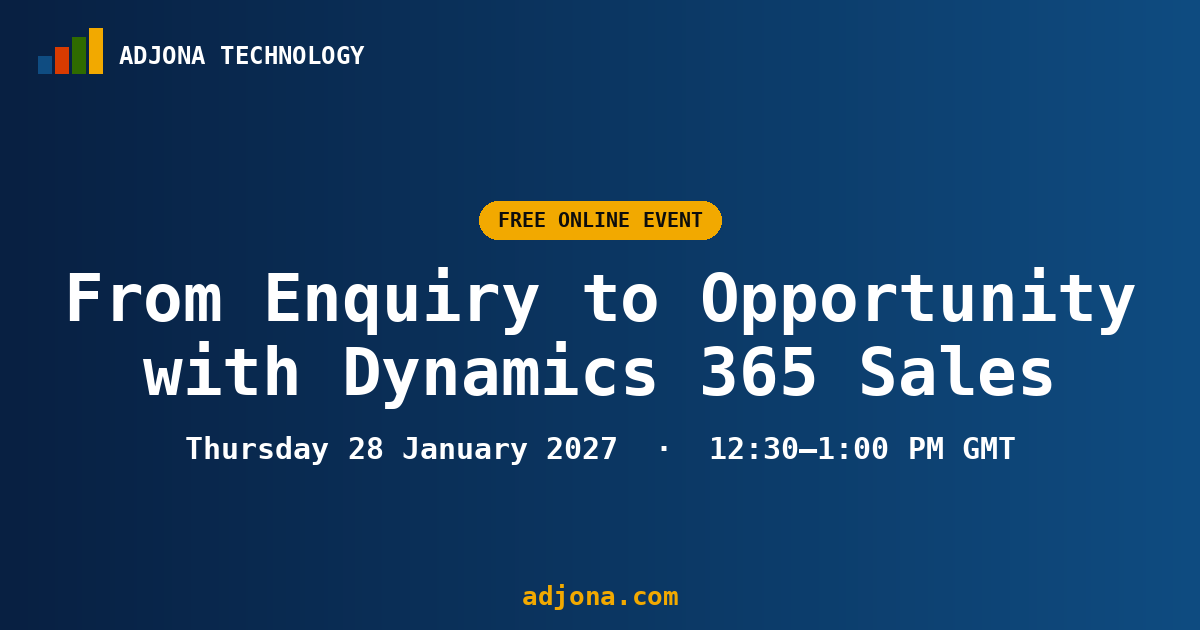 ADJONA TECHNOLOGY
FREE ONLINE EVENT
From Enquiry to Opportunity
with Dynamics 365 Sales
Thursday 28 January 2027 · 12:30–1:00 PM GMT
adjona.com